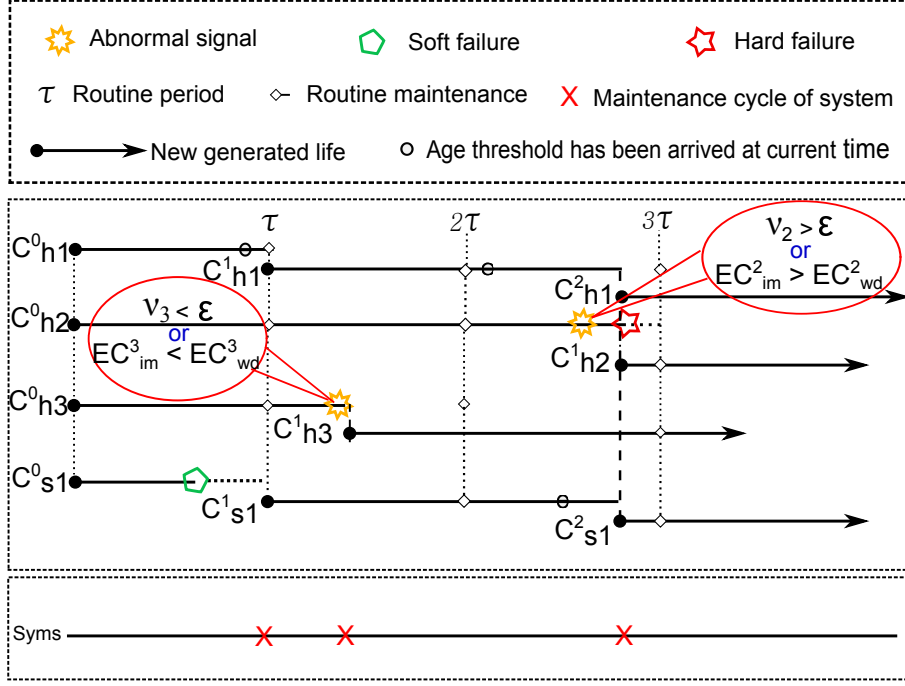 Abnormal signal Soft failure Hard failure
τ Routine period Routine maintenance X Maintenance cycle of system
New generated life Age threshold has been arrived at current time
τ 2τ 3τ
C⁰h1
C¹h1
C²h1
ν₂ > ε
or
EC²im > EC²wd
C⁰h2
ν₃ < ε
or
EC³im < EC³wd
C¹h2
C⁰h3
C¹h3
C⁰s1
C¹s1
C²s1
Syms X X X